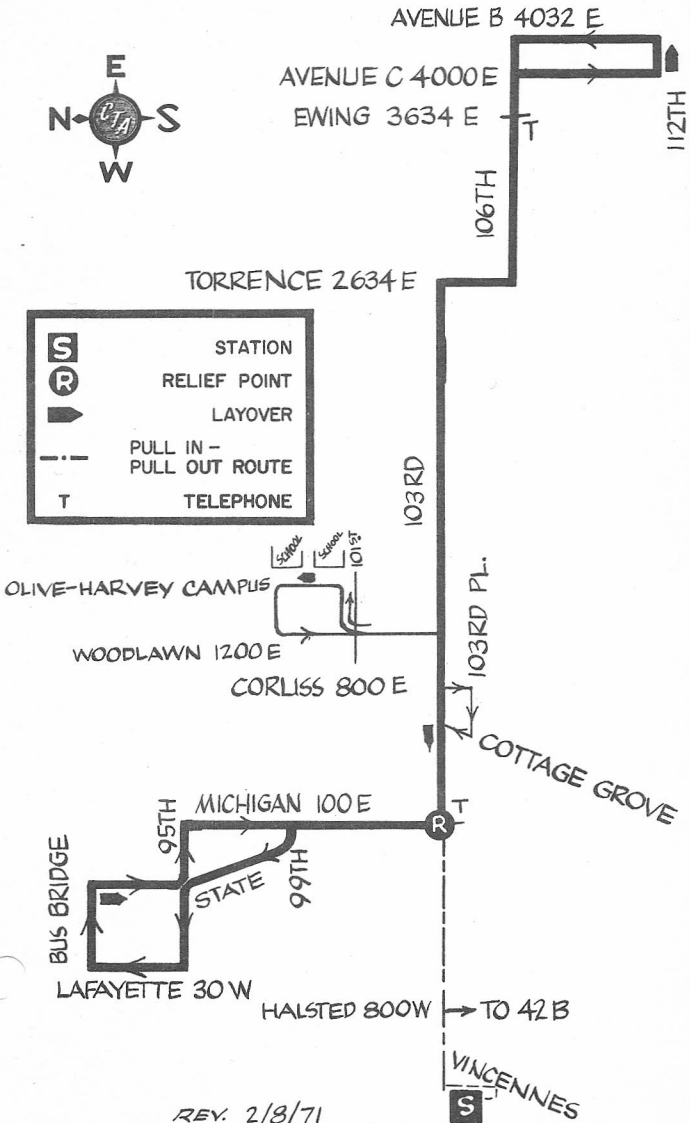 AVENUE B 4032 E
AVENUE C 4000 E
EWING 3634 E
T
112TH
E
N CTA S
W
106TH
TORRENCE 2634 E
S STATION
R RELIEF POINT
LAYOVER
PULL IN -
PULL OUT ROUTE
T TELEPHONE
103RD
SCHOOL
SCHOOL
101ST
OLIVE-HARVEY CAMPUS
WOODLAWN 1200 E
103RD PL.
CORLISS 800 E
COTTAGE GROVE
MICHIGAN 100 E
T
R
95TH
99TH
STATE
BUS BRIDGE
LAFAYETTE 30 W
HALSTED 800W
TO 42B
VINCENNES
S
REV. 2/8/71